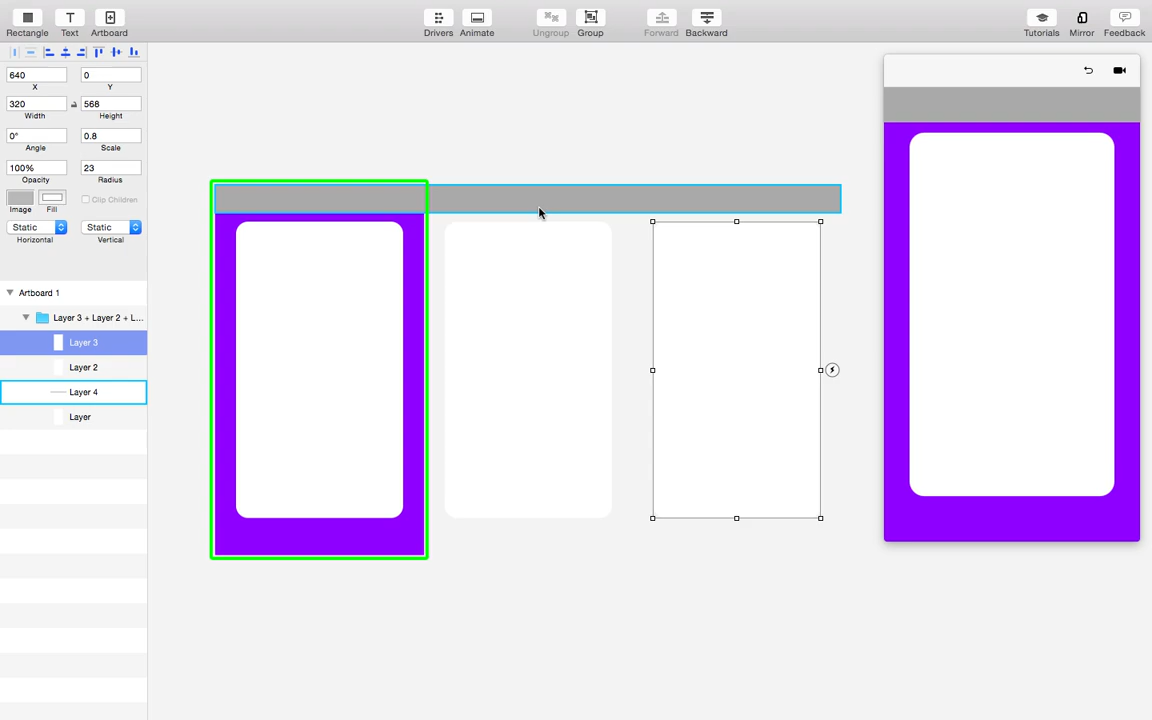 Rectangle Text Artboard Drivers Animate Ungroup Group Forward Backward Tutorials Mirror Feedback
640 0
X Y
320 568
Width Height
0° 0.8
Angle Scale
100% 23
Opacity Radius
Image Fill Clip Children
Static Static
Horizontal Vertical
Artboard 1
Layer 3 + Layer 2 + L...
Layer 3
Layer 2
Layer 4
Layer